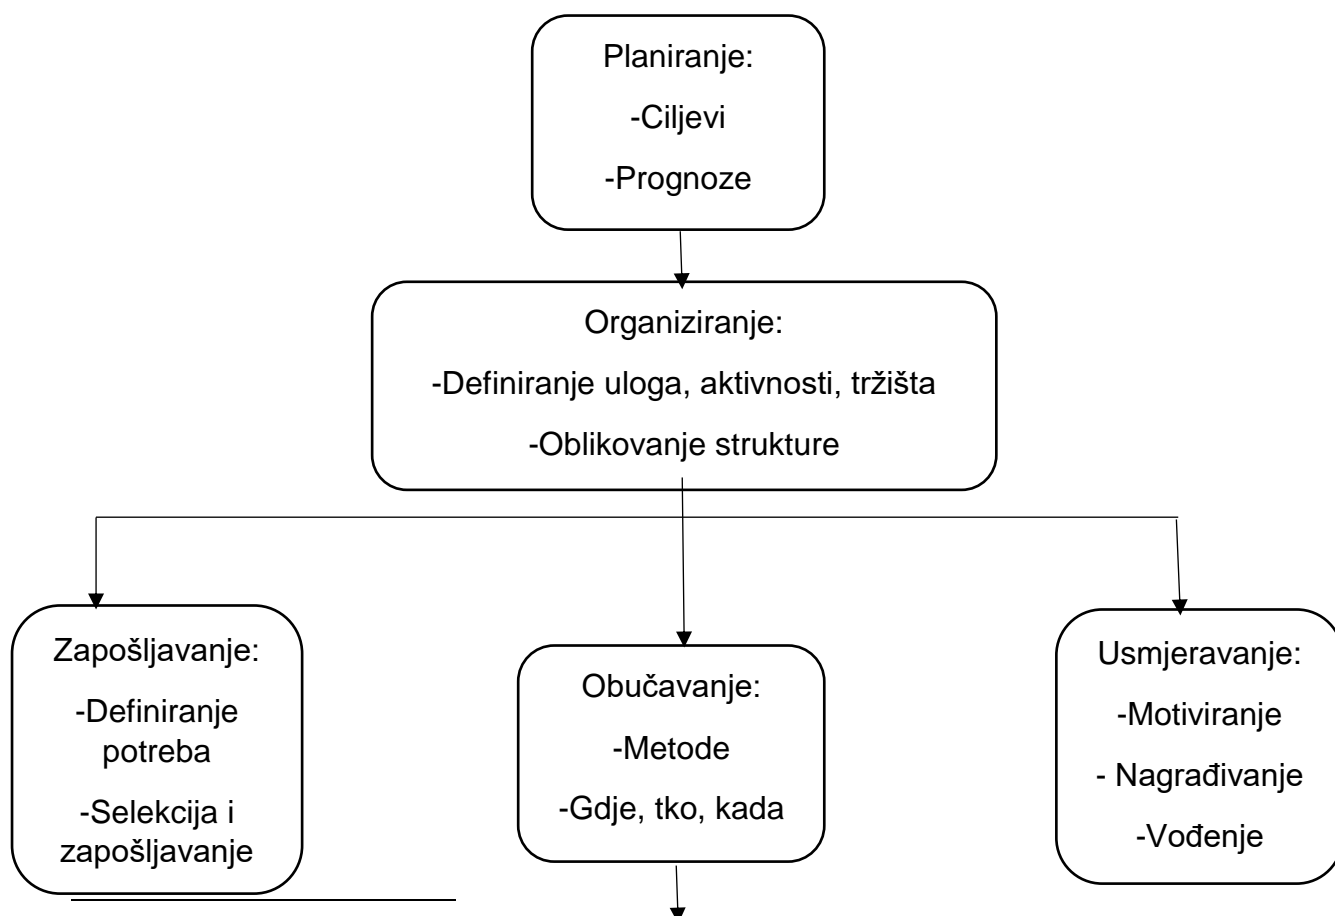 Planiranje:
-Ciljevi
-Prognoze
Organiziranje:
-Definiranje uloga, aktivnosti, tržišta
-Oblikovanje strukture
Zapošljavanje:
-Definiranje
potreba
-Selekcija i
zapošljavanje
Obučavanje:
-Metode
-Gdje, tko, kada
Usmjeravanje:
-Motiviranje
- Nagrađivanje
-Vođenje